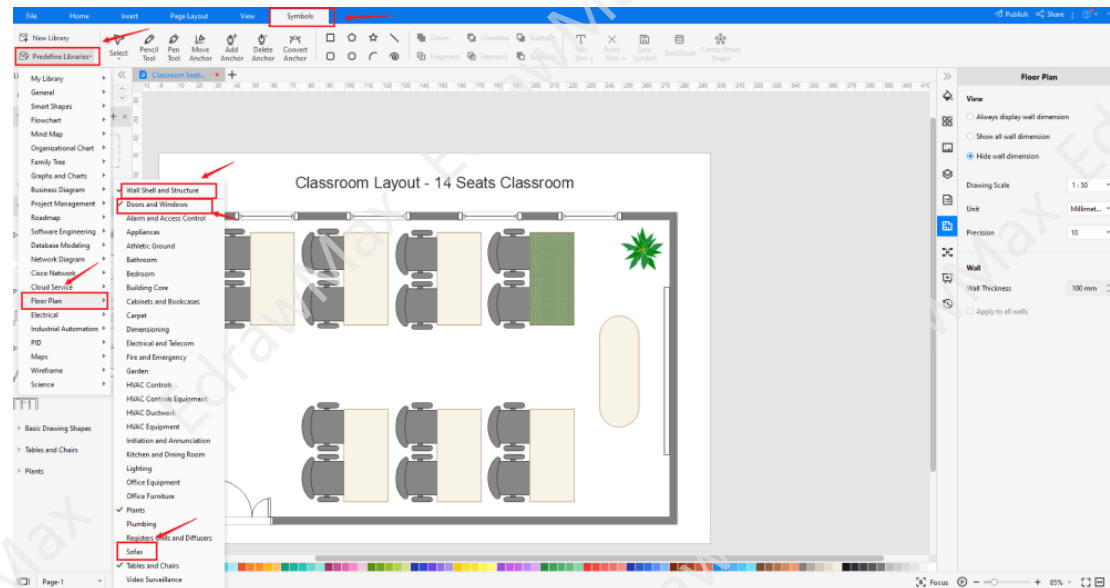 File Home Insert Page Layout View Symbols Publish Share
New Library
Predefine Libraries
Select
Pencil Tool
Pen Tool
Move Anchor
Add Anchor
Delete Anchor
Convert Anchor
Union Combine Subtract
Fragment Intersect Subtract
Text Tool
Point Tool
Save Symbol
DataSheet
Create Smart Shape
Classroom Seati...
My Library
General
Smart Shapes
Flowchart
Mind Map
Organizational Chart
Family Tree
Graphs and Charts
Business Diagram
Project Management
Roadmap
Software Engineering
Database Modeling
Network Diagram
Cisco Network
Cloud Service
Floor Plan
Electrical
Industrial Automation
PID
Maps
Wireframe
Science
Basic Drawing Shapes
Tables and Chairs
Plants
Wall Shell and Structure
Doors and Windows
Alarm and Access Control
Appliances
Athletic Ground
Bathroom
Bedroom
Building Core
Cabinets and Bookcases
Carpet
Dimensioning
Electrical and Telecom
Fire and Emergency
Garden
HVAC Controls
HVAC Controls Equipment
HVAC Ductwork
HVAC Equipment
Initiation and Annunciation
Kitchen and Dining Room
Lighting
Office Equipment
Office Furniture
Plants
Plumbing
Registers Grills and Diffusers
Sofas
Tables and Chairs
Video Surveillance
Classroom Layout - 14 Seats Classroom
Floor Plan
View
Always display wall dimension
Show all wall dimension
Hide wall dimension
Drawing Scale 1 : 50
Unit Millimet...
Precision 10
Wall
Wall Thickness 100 mm
Apply to all walls
Page-1
Focus 85%
EdrawMax